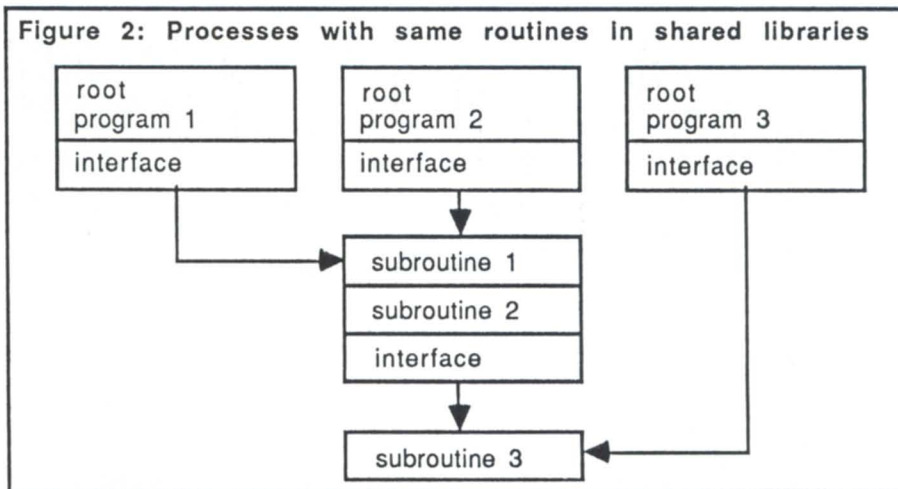 Figure 2: Processes with same routines in shared libraries
root
program 1
interface
root
program 2
interface
root
program 3
interface
subroutine 1
subroutine 2
interface
subroutine 3